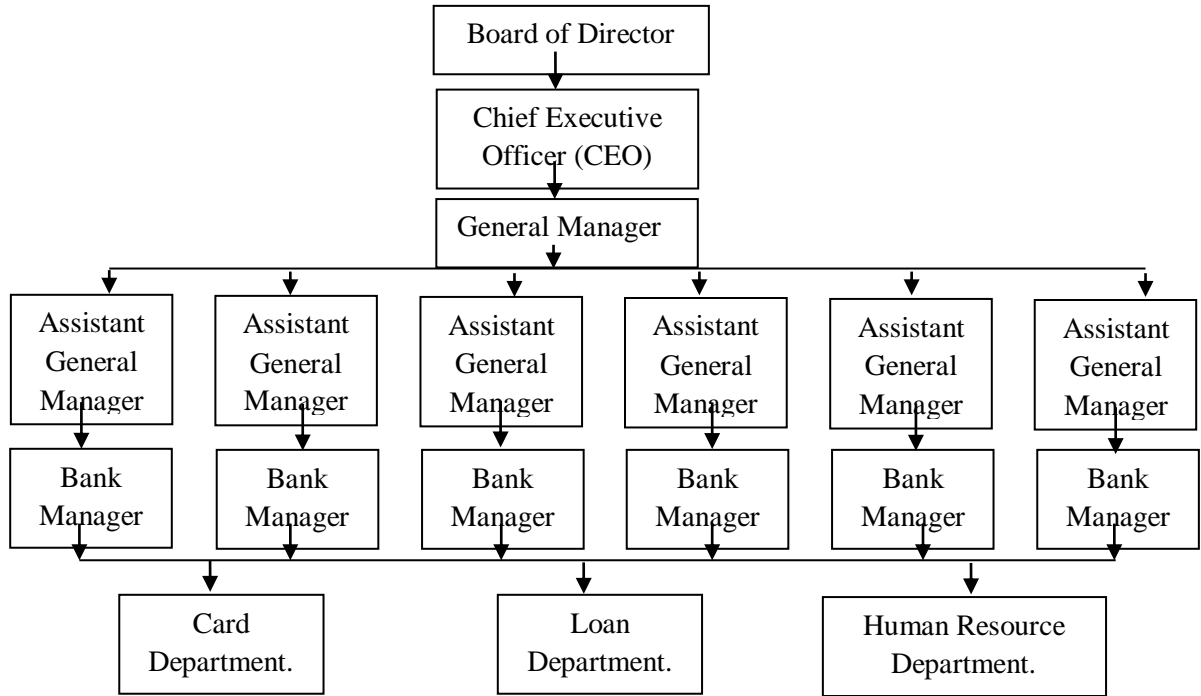 Board of Director
Chief Executive
Officer (CEO)
General Manager
Assistant
General
Manager
Assistant
General
Manager
Assistant
General
Manager
Assistant
General
Manager
Assistant
General
Manager
Assistant
General
Manager
Bank
Manager
Bank
Manager
Bank
Manager
Bank
Manager
Bank
Manager
Bank
Manager
Card
Department.
Loan
Department.
Human Resource
Department.